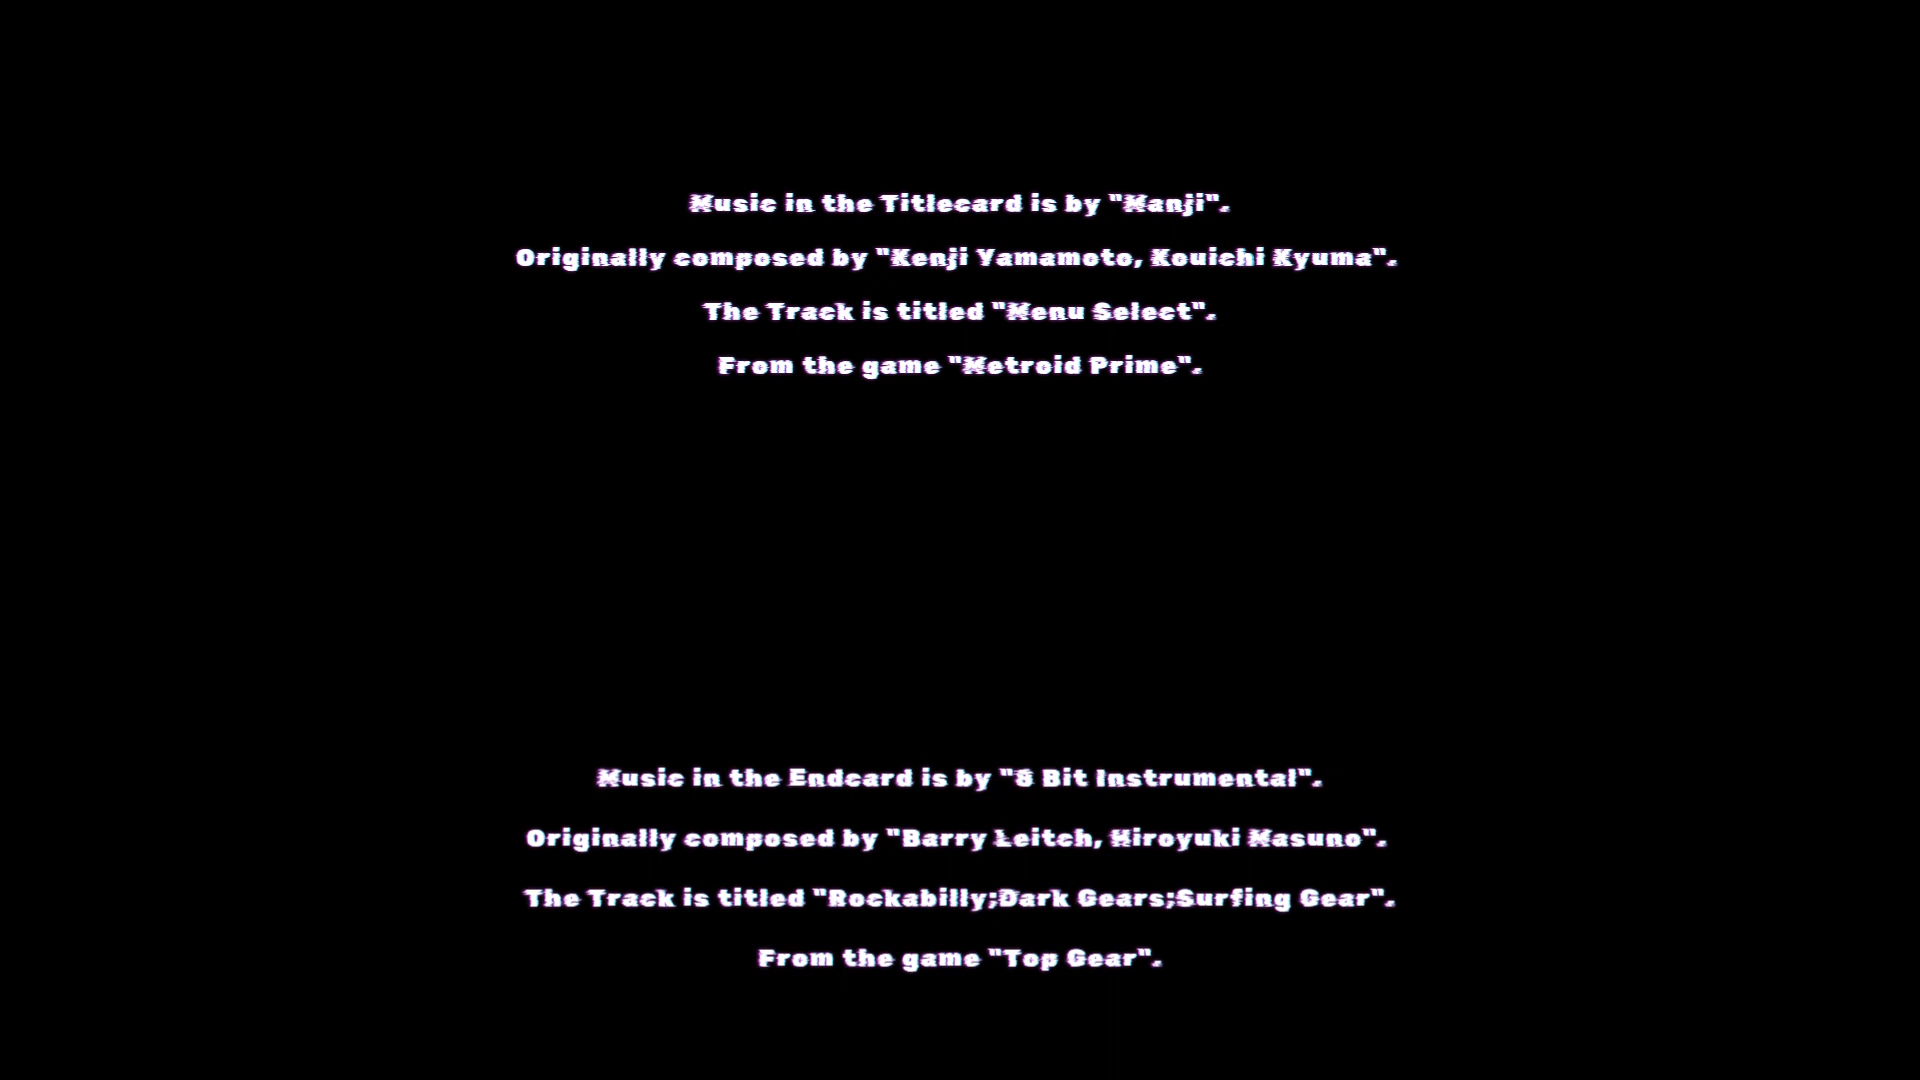 Music in the Titlecard is by "Manji".
Originally composed by "Kenji Yamamoto, Kouichi Kyuma".
The Track is titled "Menu Select".
From the game "Metroid Prime".
Music in the Endcard is by "8 Bit Instrumental".
Originally composed by "Barry Leitch, Hiroyuki Masuno".
The Track is titled "Rockabilly;Dark Gears;Surfing Gear".
From the game "Top Gear".